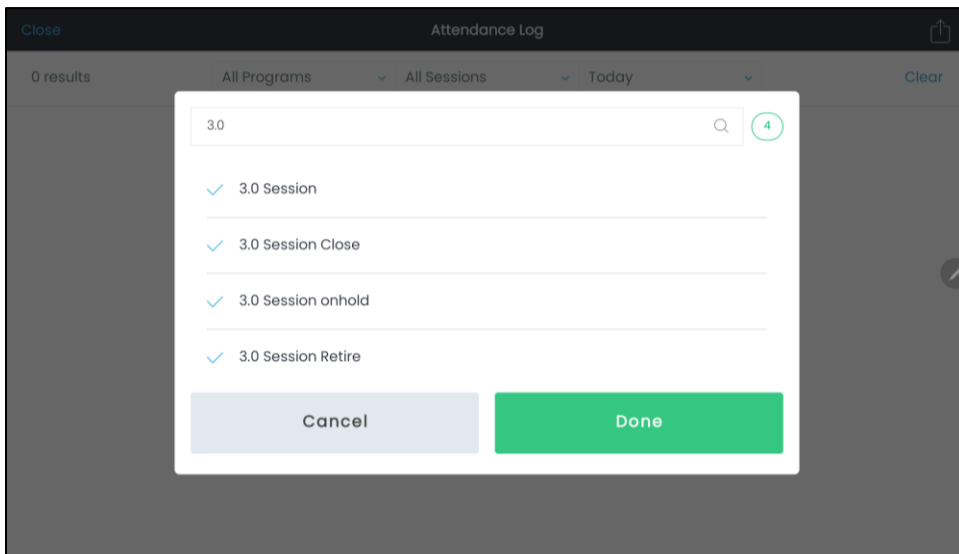 Close Attendance Log
0 results All Programs All Sessions Today Clear
3.0 4
3.0 Session
3.0 Session Close
3.0 Session onhold
3.0 Session Retire
Cancel Done